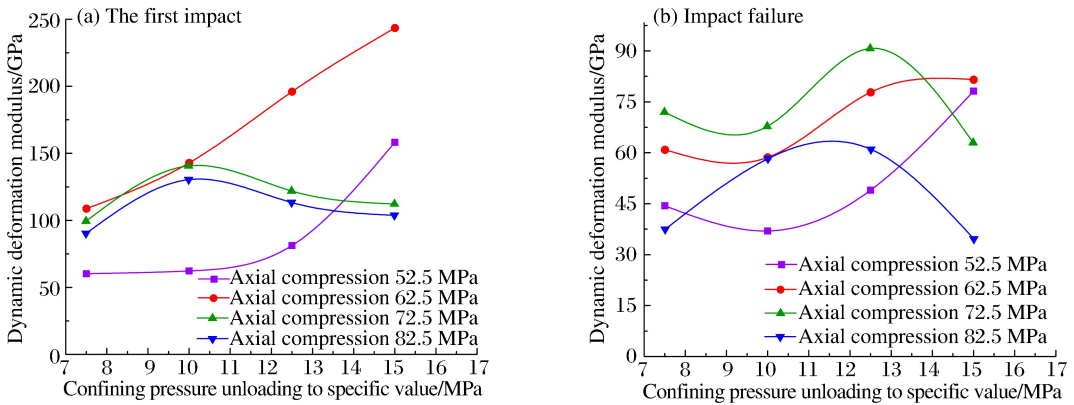 (a) The first impact
Dynamic deformation modulus/GPa
250
200
150
100
50
0
Axial compression 52.5 MPa
Axial compression 62.5 MPa
Axial compression 72.5 MPa
Axial compression 82.5 MPa
7 8 9 10 11 12 13 14 15 16 17
Confining pressure unloading to specific value/MPa
(b) Impact failure
Dynamic deformation modulus/GPa
90
75
60
45
30
15
0
Axial compression 52.5 MPa
Axial compression 62.5 MPa
Axial compression 72.5 MPa
Axial compression 82.5 MPa
7 8 9 10 11 12 13 14 15 16 17
Confining pressure unloading to specific value/MPa